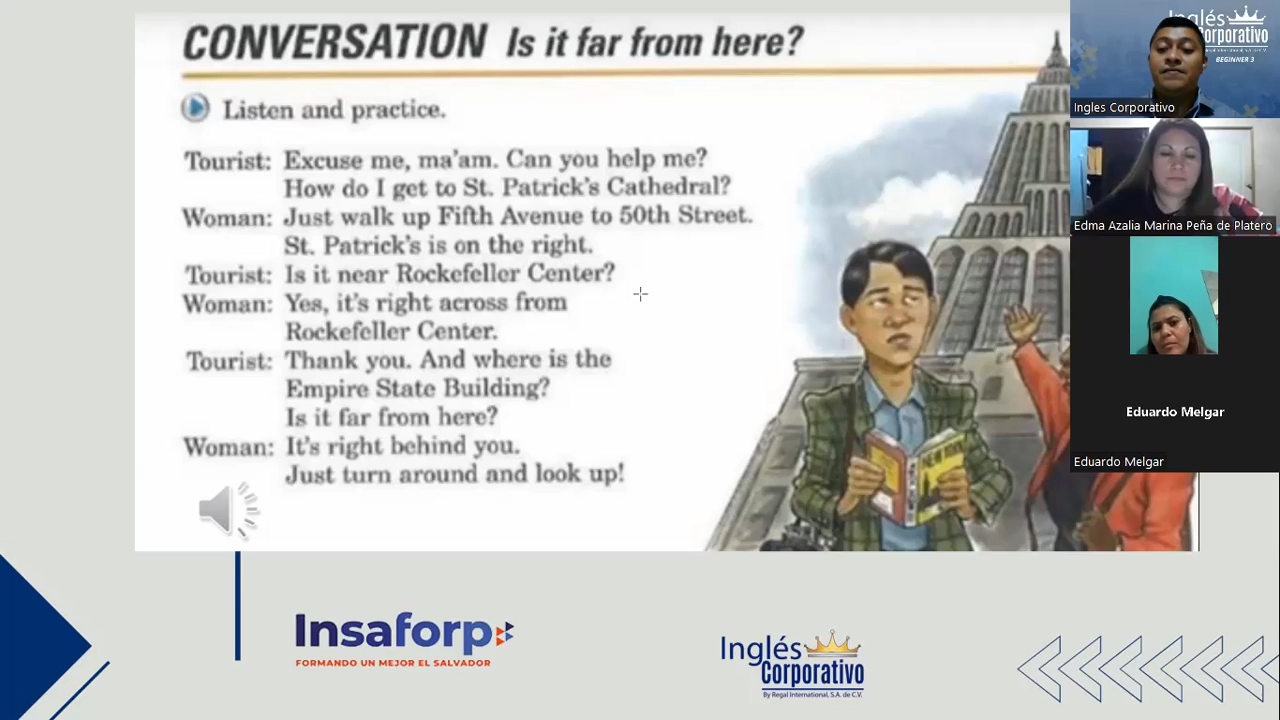 CONVERSATION Is it far from here?
Listen and practice.
Tourist: Excuse me, ma'am. Can you help me?
How do I get to St. Patrick's Cathedral?
Woman: Just walk up Fifth Avenue to 50th Street.
St. Patrick's is on the right.
Tourist: Is it near Rockefeller Center?
Woman: Yes, it's right across from
Rockefeller Center.
Tourist: Thank you. And where is the
Empire State Building?
Is it far from here?
Woman: It's right behind you.
Just turn around and look up!
Insaforp
FORMANDO UN MEJOR EL SALVADOR
Inglés
Corporativo
By Regal International, S.A. de C.V.
Inglés
Corporativo
BEGINNER 3
Ingles Corporativo
Edma Azalia Marina Peña de Platero
Eduardo Melgar
Eduardo Melgar